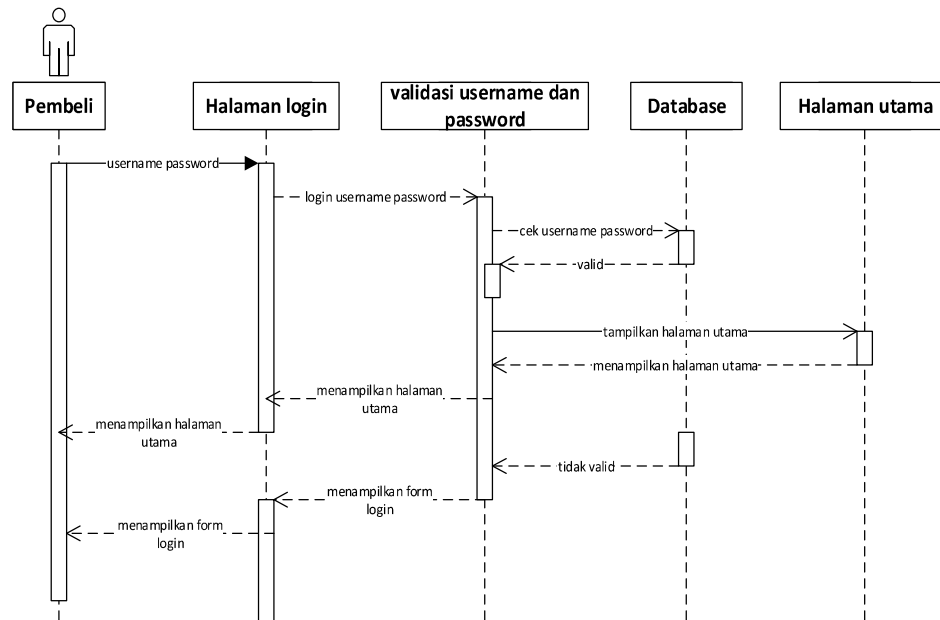 Pembeli
Halaman login
validasi username dan
password
Database
Halaman utama
username password
login username password
cek username password
valid
tampilkan halaman utama
menampilkan halaman utama
menampilkan halaman
utama
menampilkan halaman
utama
tidak valid
menampilkan form
login
menampilkan form
login